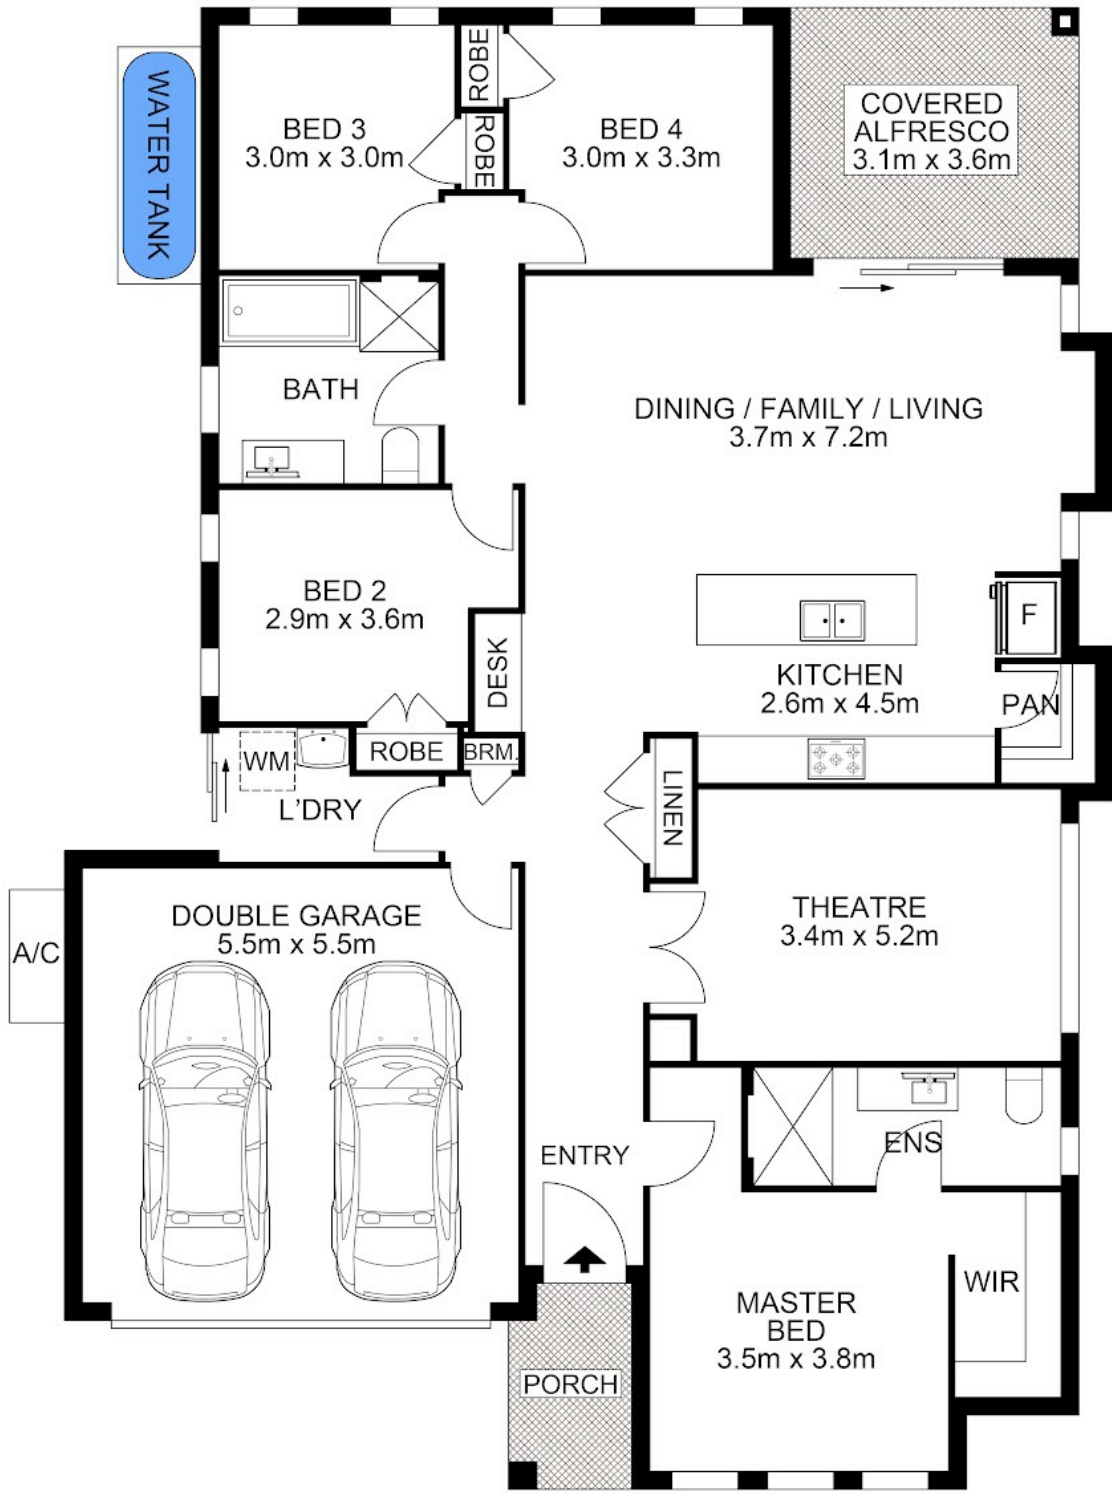 WATER TANK
BED 3
3.0m x 3.0m
ROBE
ROBE
BED 4
3.0m x 3.3m
COVERED
ALFRESCO
3.1m x 3.6m
BATH
DINING / FAMILY / LIVING
3.7m x 7.2m
BED 2
2.9m x 3.6m
DESK
F
KITCHEN
2.6m x 4.5m
PAN
WM
ROBE
BRM.
L'DRY
LINEN
DOUBLE GARAGE
5.5m x 5.5m
A/C
THEATRE
3.4m x 5.2m
ENTRY
ENS
WIR
MASTER
BED
3.5m x 3.8m
PORCH